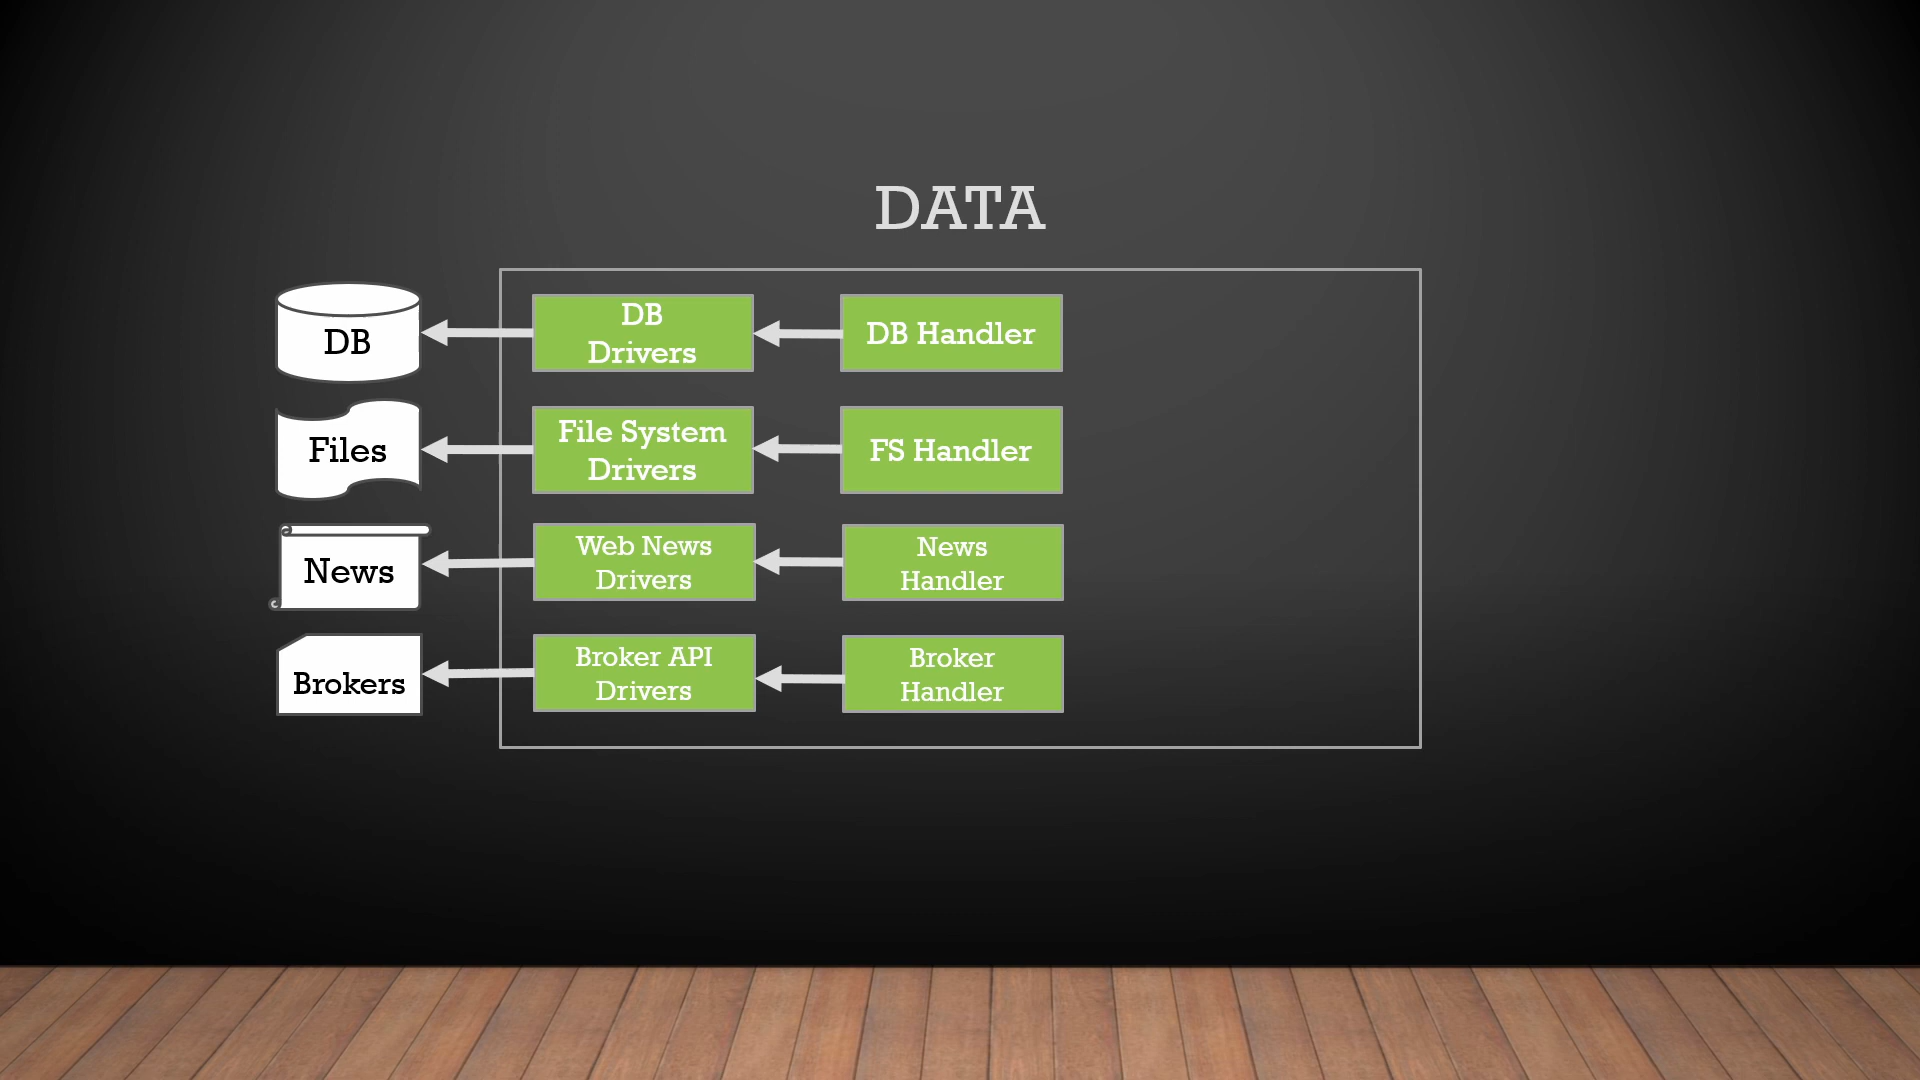 DATA
DB
DB
Drivers
DB Handler
Files
File System
Drivers
FS Handler
News
Web News
Drivers
News
Handler
Brokers
Broker API
Drivers
Broker
Handler